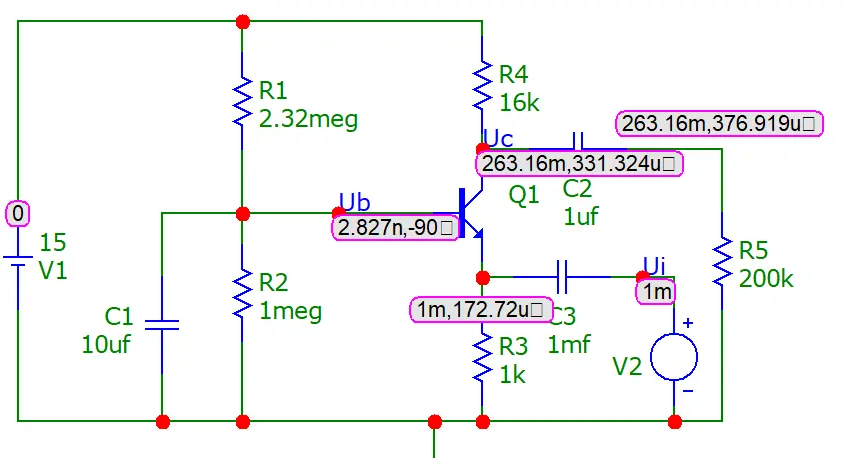 R1
2.32meg
R4
16k
263.16m,376.919u▯
Uc
263.16m,331.324u▯
Q1
C2
1uf
Ub
2.827n,-90▯
0
15
V1
R2
1meg
C1
10uf
Ui
1m
R5
200k
1m,172.72u▯
C3
1mf
R3
1k
V2
+
−